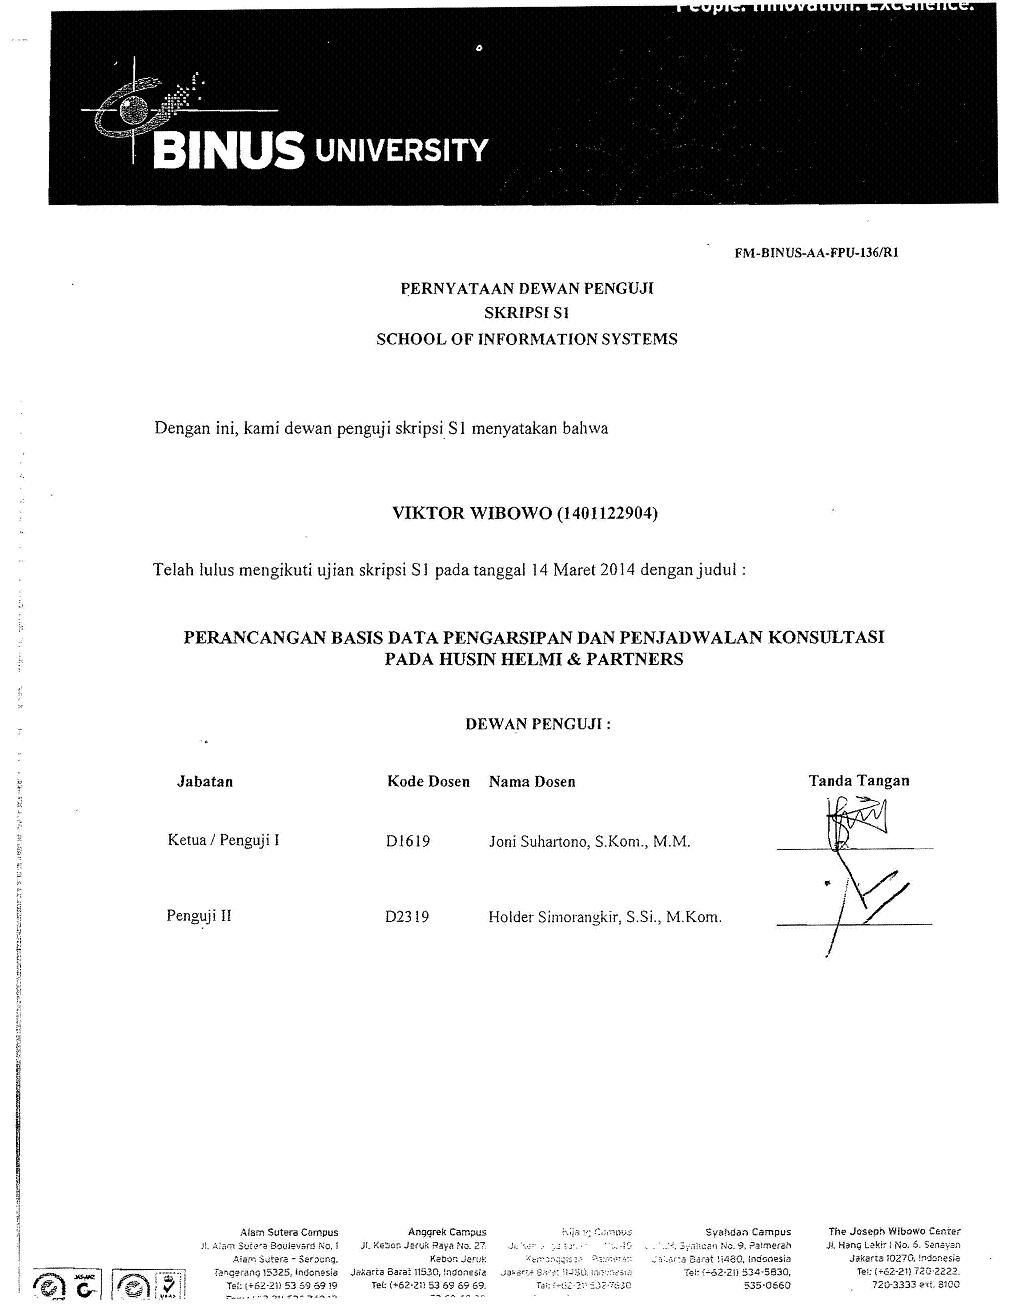 People. Innovation. Excellence.
BINUS UNIVERSITY
FM-BINUS-AA-FPU-136/R1
PERNYATAAN DEWAN PENGUJI
SKRIPSI S1
SCHOOL OF INFORMATION SYSTEMS
Dengan ini, kami dewan penguji skripsi S1 menyatakan bahwa
VIKTOR WIBOWO (1401122904)
Telah lulus mengikuti ujian skripsi S1 pada tanggal 14 Maret 2014 dengan judul :
PERANCANGAN BASIS DATA PENGARSIPAN DAN PENJADWALAN KONSULTASI
PADA HUSIN HELMI & PARTNERS
DEWAN PENGUJI :
Jabatan Kode Dosen Nama Dosen Tanda Tangan
Ketua / Penguji I D1619 Joni Suhartono, S.Kom., M.M.
Penguji II D2319 Holder Simorangkir, S.Si., M.Kom.
Alam Sutera Campus
Jl. Alam Sutera Boulevard No. 1
Alam Sutera - Serpong,
Tangerang 15325, Indonesia
Tel: (+62-21) 53 69 69 19
Anggrek Campus
Jl. Kebon Jeruk Raya No. 27
Kebon Jeruk
Jakarta Barat 11530, Indonesia
Tel: (+62-21) 53 69 69 69
Kijang Campus
Kemanggisan Palmerah
Jakarta Barat 11480, Indonesia
Tel: (+62-21) 532-7630
Syahdan Campus
Syahdan No. 9, Palmerah
Jakarta Barat 11480, Indonesia
Tel: (+62-21) 534-5830,
535-0660
The Joseph Wibowo Center
Jl. Hang Lekir I No. 6, Senayan
Jakarta 10270, Indonesia
Tel: (+62-21) 720-2222,
720-3333 ext. 8100